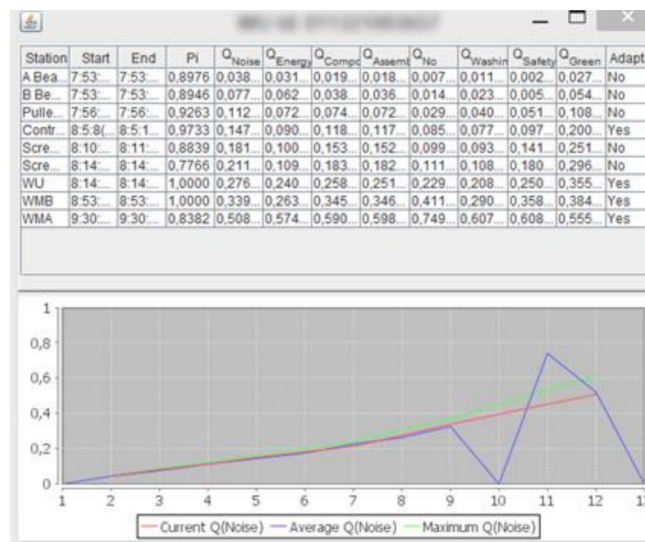 Station Start End Pi QNoise QEnergy QCompc QAssemt QNo QWashin QSafety QGreen Adapt
A Bea... 7:53:... 7:53:... 0,8976 0,038... 0,031... 0,019... 0,018... 0,007... 0,011... 0,002... 0,027... No
B Be... 7:53:... 7:53:... 0,8946 0,077... 0,062... 0,038... 0,036... 0,014... 0,023... 0,005... 0,054... No
Pulle... 7:56:... 7:56:... 0,9263 0,112... 0,072... 0,074... 0,072... 0,029... 0,040... 0,051... 0,108... No
Contr... 8:5:8(... 8:5:1... 0,9733 0,147... 0,090... 0,118... 0,117... 0,085... 0,077... 0,097... 0,200... Yes
Scre... 8:10:... 8:11:... 0,8839 0,181... 0,100... 0,153... 0,152... 0,099... 0,093... 0,141... 0,251... No
Scre... 8:14:... 8:14:... 0,7766 0,211... 0,109... 0,183... 0,182... 0,111... 0,108... 0,180... 0,296... No
WU 8:14:... 8:14:... 1,0000 0,276... 0,240... 0,258... 0,251... 0,229... 0,208... 0,250... 0,355... Yes
WMB 8:53:... 8:53:... 1,0000 0,339... 0,263... 0,345... 0,346... 0,411... 0,290... 0,358... 0,384... Yes
WMA 9:30:... 9:30:... 0,8382 0,508... 0,574... 0,590... 0,598... 0,749... 0,607... 0,608... 0,555... Yes
1
0,8
0,6
0,4
0,2
0
1 2 3 4 5 6 7 8 9 10 11 12 13
Current Q(Noise) Average Q(Noise) Maximum Q(Noise)